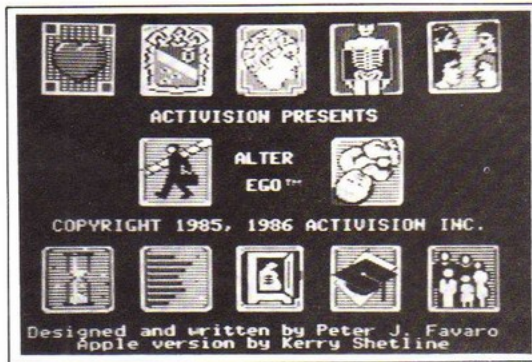 ACTIVISION PRESENTS
ALTER
EGO™
COPYRIGHT 1985, 1986 ACTIVISION INC.
Designed and written by Peter J. Favaro
Apple version by Kerry Shetline